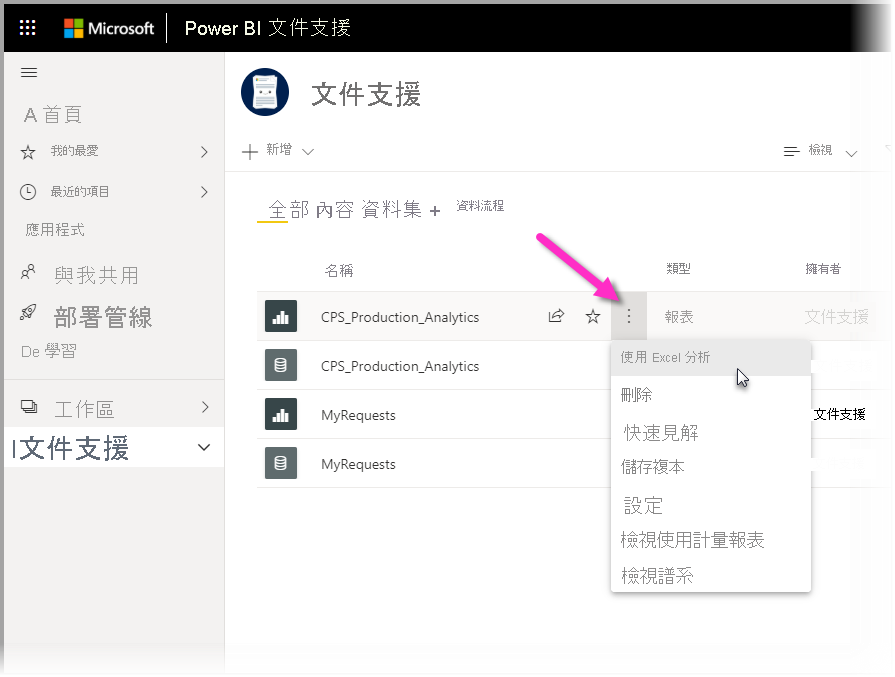 Microsoft Power BI 文件支援
文件支援
A 首頁
我的最愛
最近的項目
應用程式
與我共用
部署管線
De 學習
工作區
文件支援
新增
檢視
全部 內容 資料集 + 資料流程
名稱 類型 擁有者
CPS_Production_Analytics 報表 文件支援
CPS_Production_Analytics
MyRequests 文件支援
MyRequests
使用 Excel 分析
刪除
快速見解
儲存複本
設定
檢視使用計量報表
檢視譜系